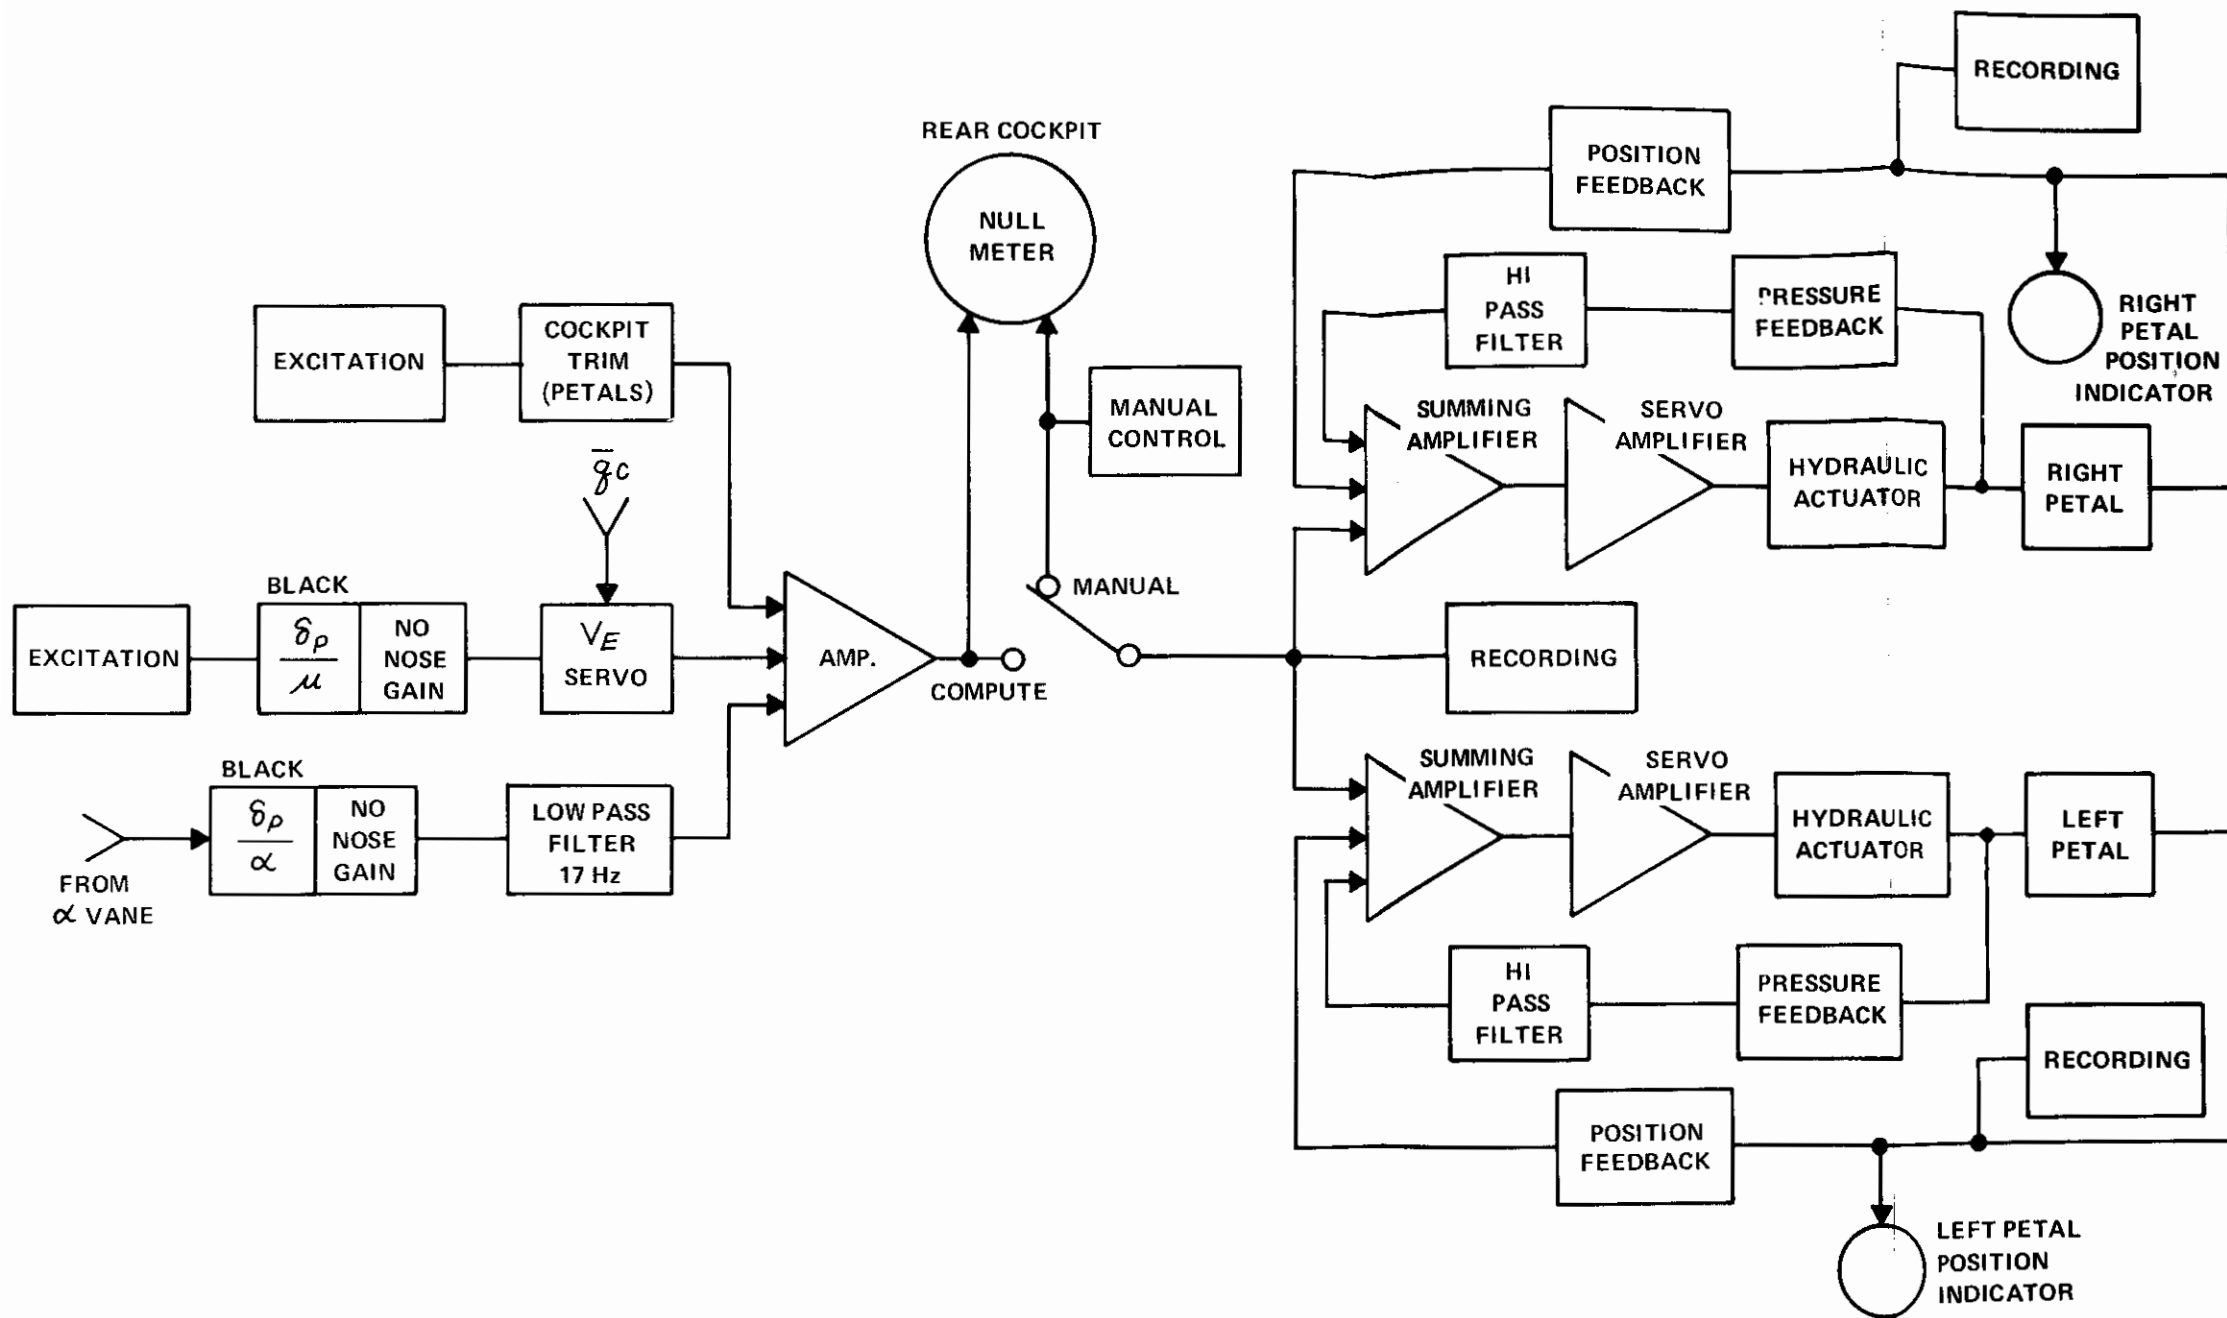 RECORDING
REAR COCKPIT
NULL
METER
POSITION
FEEDBACK
HI
PASS
FILTER
PRESSURE
FEEDBACK
RIGHT
PETAL
POSITION
INDICATOR
EXCITATION
COCKPIT
TRIM
(PETALS)
MANUAL
CONTROL
SUMMING
AMPLIFIER
SERVO
AMPLIFIER
HYDRAULIC
ACTUATOR
RIGHT
PETAL
q̅c
MANUAL
EXCITATION
BLACK
δp
μ
NO
NOSE
GAIN
VE
SERVO
AMP.
COMPUTE
RECORDING
FROM
α VANE
BLACK
δp
α
NO
NOSE
GAIN
LOW PASS
FILTER
17 Hz
SUMMING
AMPLIFIER
SERVO
AMPLIFIER
HYDRAULIC
ACTUATOR
LEFT
PETAL
HI
PASS
FILTER
PRESSURE
FEEDBACK
RECORDING
POSITION
FEEDBACK
LEFT PETAL
POSITION
INDICATOR